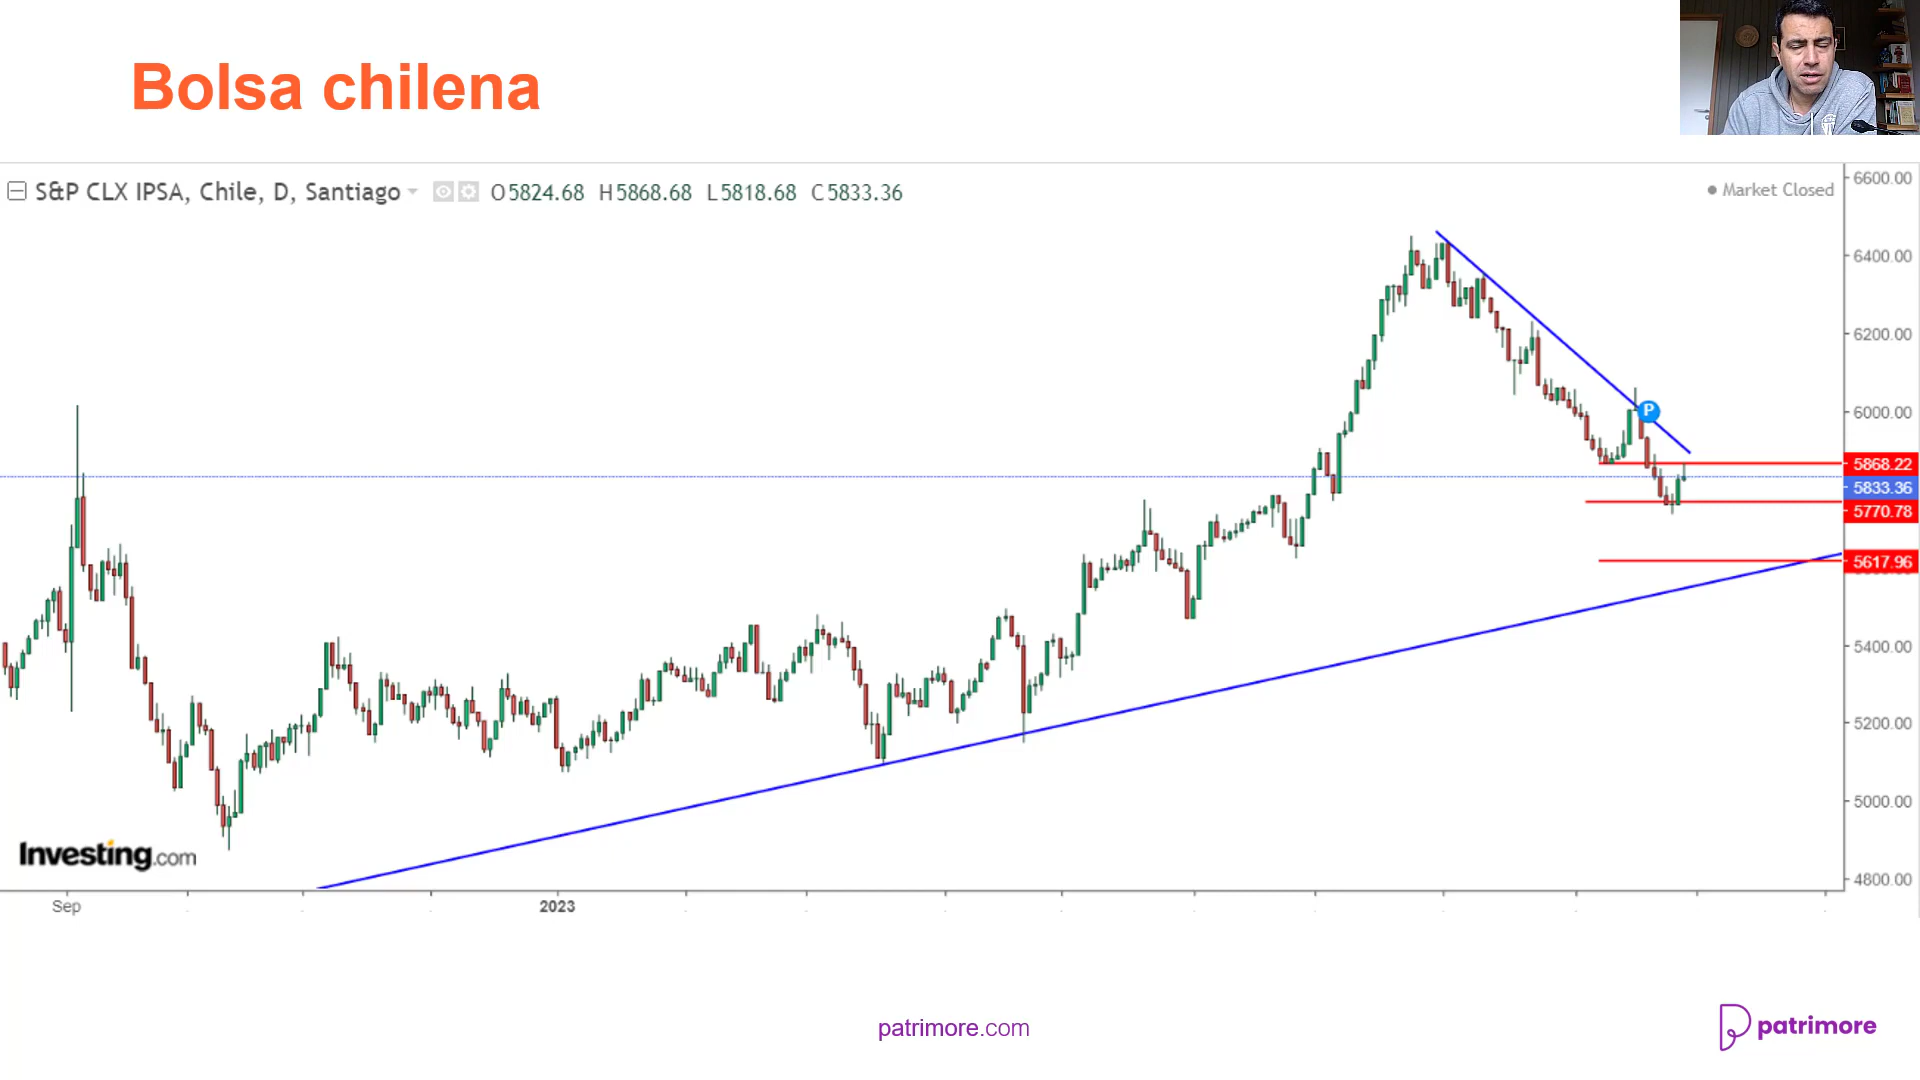 Bolsa chilena
S&P CLX IPSA, Chile, D, Santiago O5824.68 H5868.68 L5818.68 C5833.36
Market Closed
6600.00
6400.00
6200.00
6000.00
P
5868.22
5833.36
5770.78
5617.96
5400.00
5200.00
5000.00
4800.00
Investing.com
Sep
2023
patrimore.com
patrimore